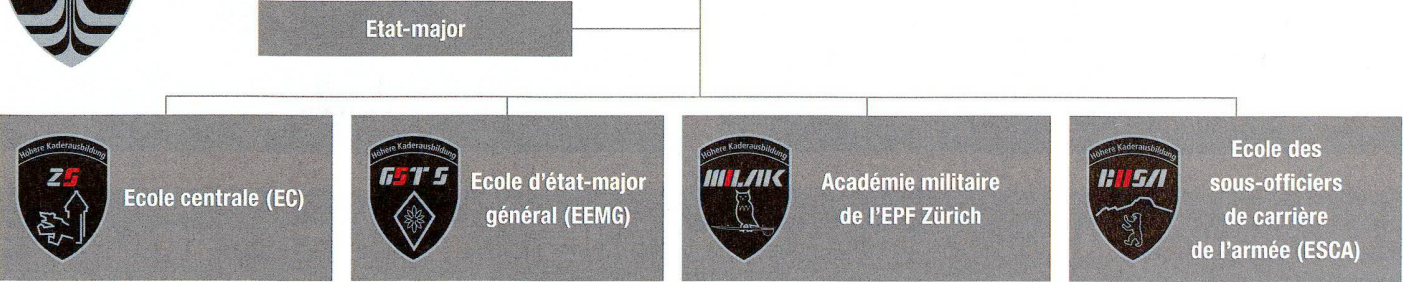 Etat-major
Höhere Kaderausbildung
ZS
Ecole centrale (EC)
Höhere Kaderausbildung
GST S
Ecole d'état-major
général (EEMG)
Höhere Kaderausbildung
MILAK
Académie militaire
de l'EPF Zürich
Höhere Kaderausbildung
BUSA
Ecole des
sous-officiers
de carrière
de l'armée (ESCA)